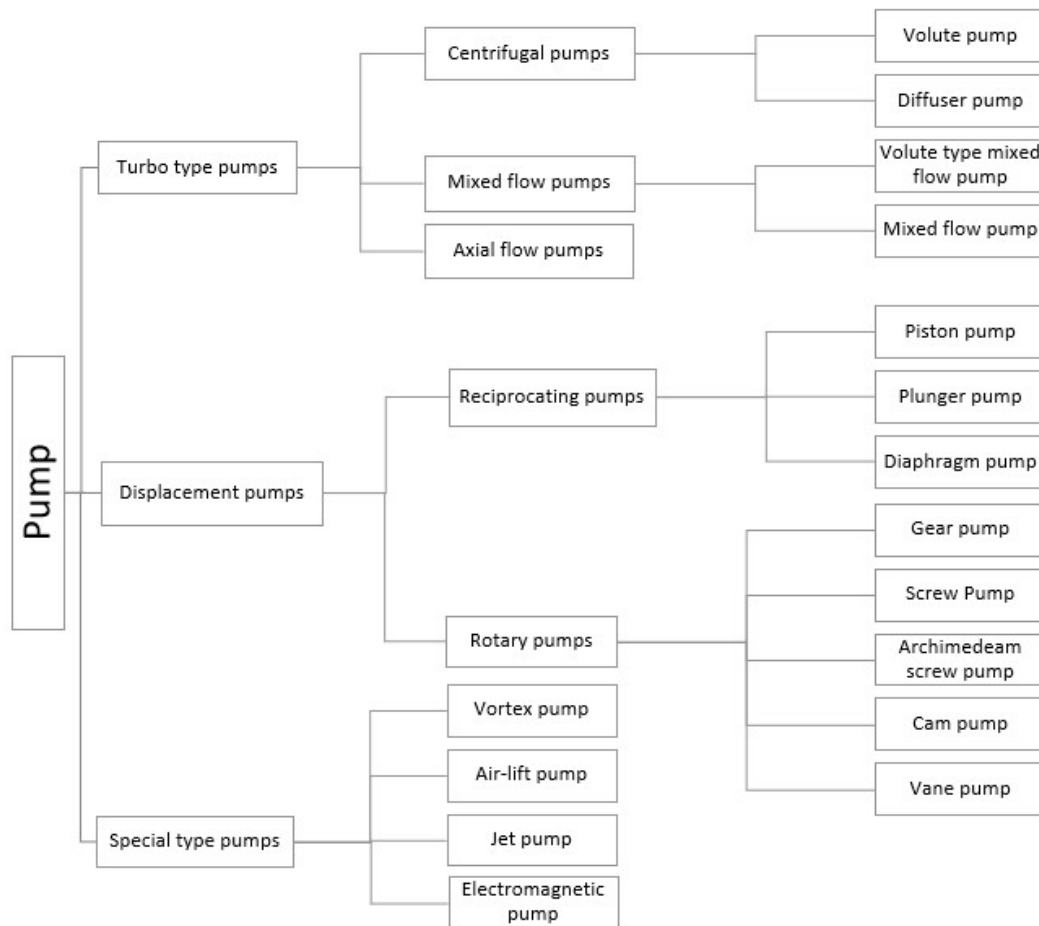 Pump
Turbo type pumps
Centrifugal pumps
Volute pump
Diffuser pump
Mixed flow pumps
Volute type mixed
flow pump
Mixed flow pump
Axial flow pumps
Displacement pumps
Reciprocating pumps
Piston pump
Plunger pump
Diaphragm pump
Rotary pumps
Gear pump
Screw Pump
Archimedeam
screw pump
Cam pump
Vane pump
Special type pumps
Vortex pump
Air-lift pump
Jet pump
Electromagnetic
pump